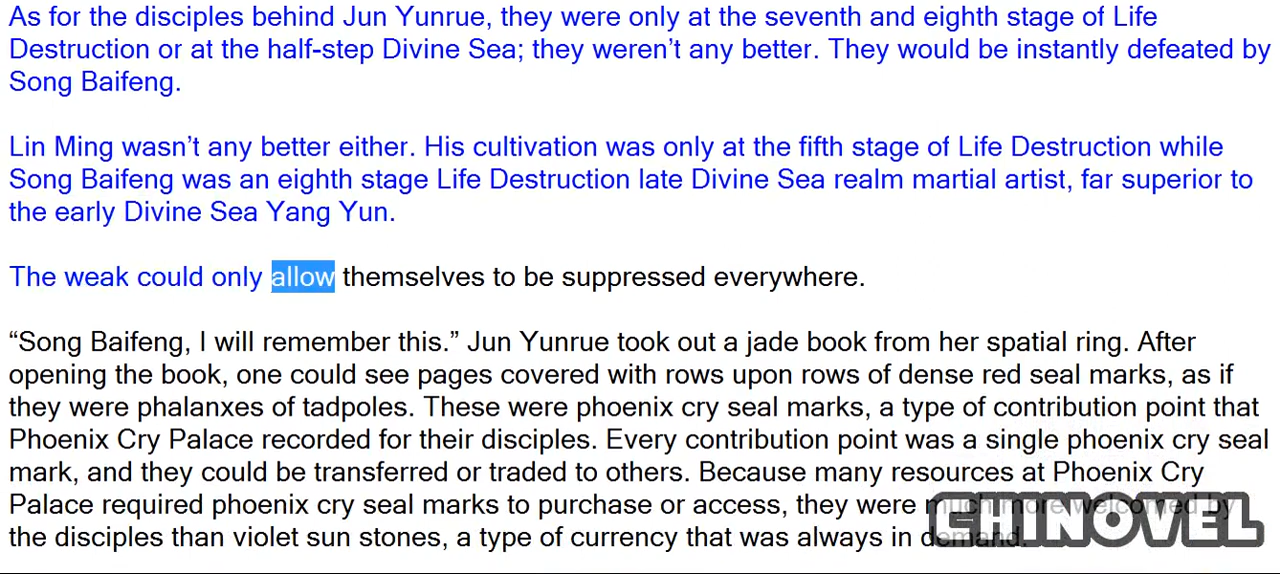 As for the disciples behind Jun Yunrue, they were only at the seventh and eighth stage of Life
Destruction or at the half-step Divine Sea; they weren’t any better. They would be instantly defeated by
Song Baifeng.
Lin Ming wasn’t any better either. His cultivation was only at the fifth stage of Life Destruction while
Song Baifeng was an eighth stage Life Destruction late Divine Sea realm martial artist, far superior to
the early Divine Sea Yang Yun.
The weak could only allow themselves to be suppressed everywhere.
“Song Baifeng, I will remember this.” Jun Yunrue took out a jade book from her spatial ring. After
opening the book, one could see pages covered with rows upon rows of dense red seal marks, as if
they were phalanxes of tadpoles. These were phoenix cry seal marks, a type of contribution point that
Phoenix Cry Palace recorded for their disciples. Every contribution point was a single phoenix cry seal
mark, and they could be transferred or traded to others. Because many resources at Phoenix Cry
Palace required phoenix cry seal marks to purchase or access, they were much more welcomed by
the disciples than violet sun stones, a type of currency that was always in demand.
CHINOVEL